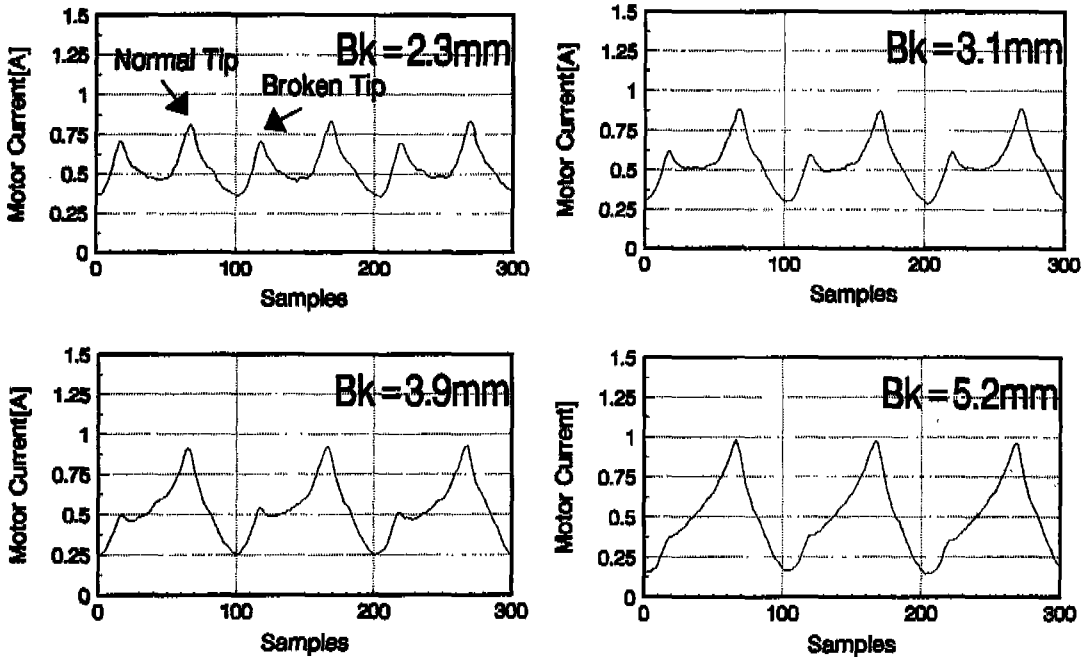 1.5
1.25
1
0.75
0.5
0.25
0
Motor Current[A]
Bk=2.3mm
Normal Tip
Broken Tip
0 100 200 300
Samples
1.5
1.25
1
0.75
0.5
0.25
0
Motor Current[A]
Bk=3.1mm
0 100 200 300
Samples
1.5
1.25
1
0.75
0.5
0.25
0
Motor Current[A]
Bk=3.9mm
0 100 200 300
Samples
1.5
1.25
1
0.75
0.5
0.25
0
Motor Current]
Bk=5.2mm
0 100 200 300
Samples